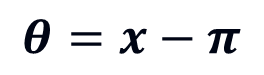 θ = x − π